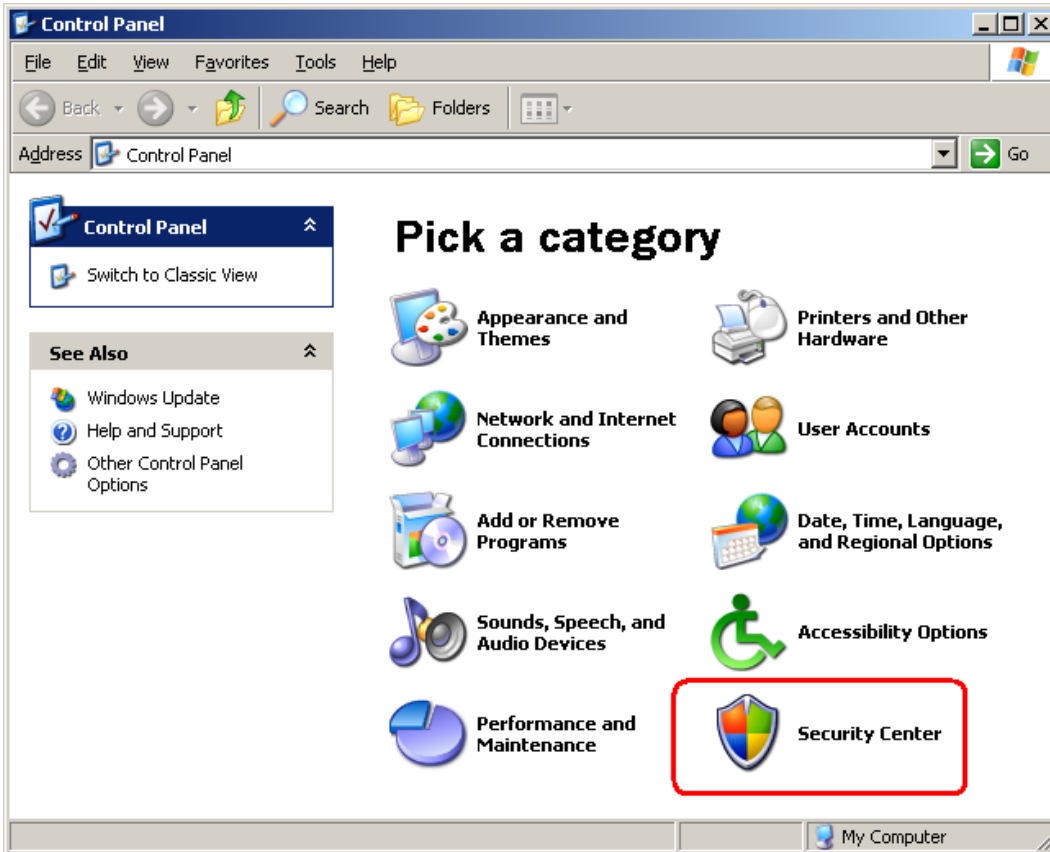 Control Panel
File Edit View Favorites Tools Help
Back Search Folders
Address Control Panel Go
Control Panel
Switch to Classic View
See Also
Windows Update
Help and Support
Other Control Panel
Options
Pick a category
Appearance and
Themes
Printers and Other
Hardware
Network and Internet
Connections
User Accounts
Add or Remove
Programs
Date, Time, Language,
and Regional Options
Sounds, Speech, and
Audio Devices
Accessibility Options
Performance and
Maintenance
Security Center
My Computer